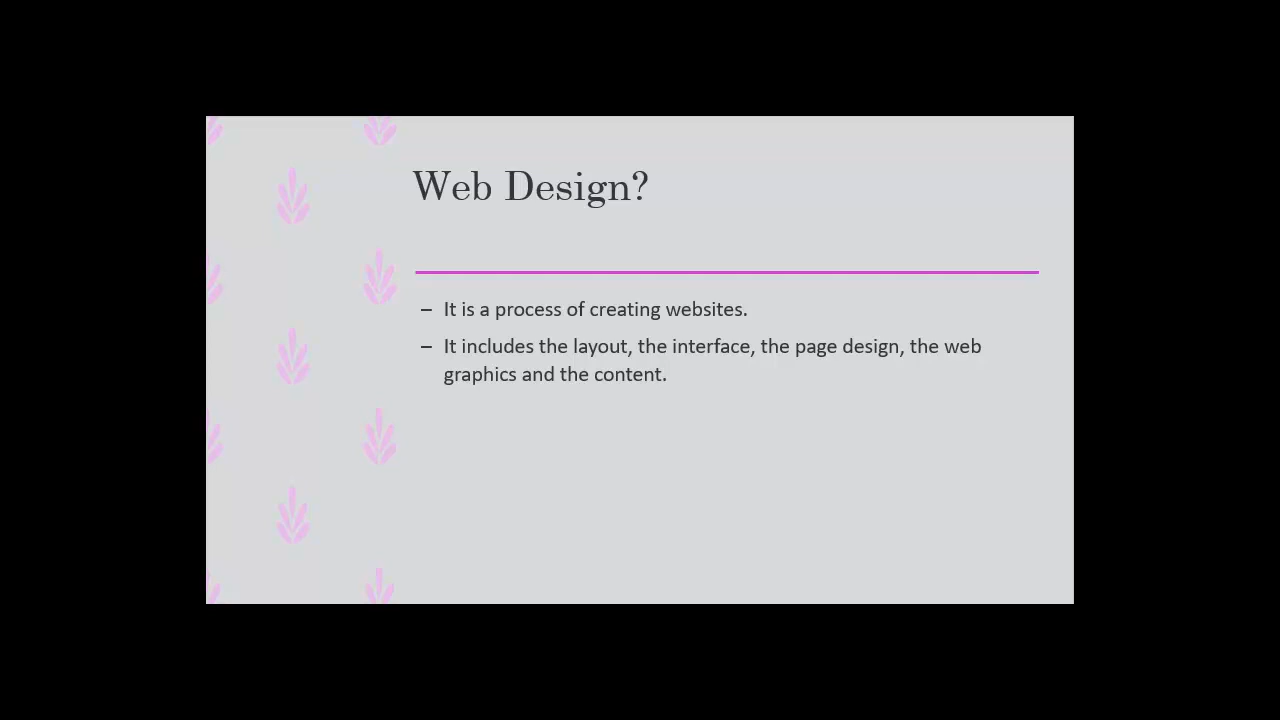 Web Design?
– It is a process of creating websites.
– It includes the layout, the interface, the page design, the web
graphics and the content.